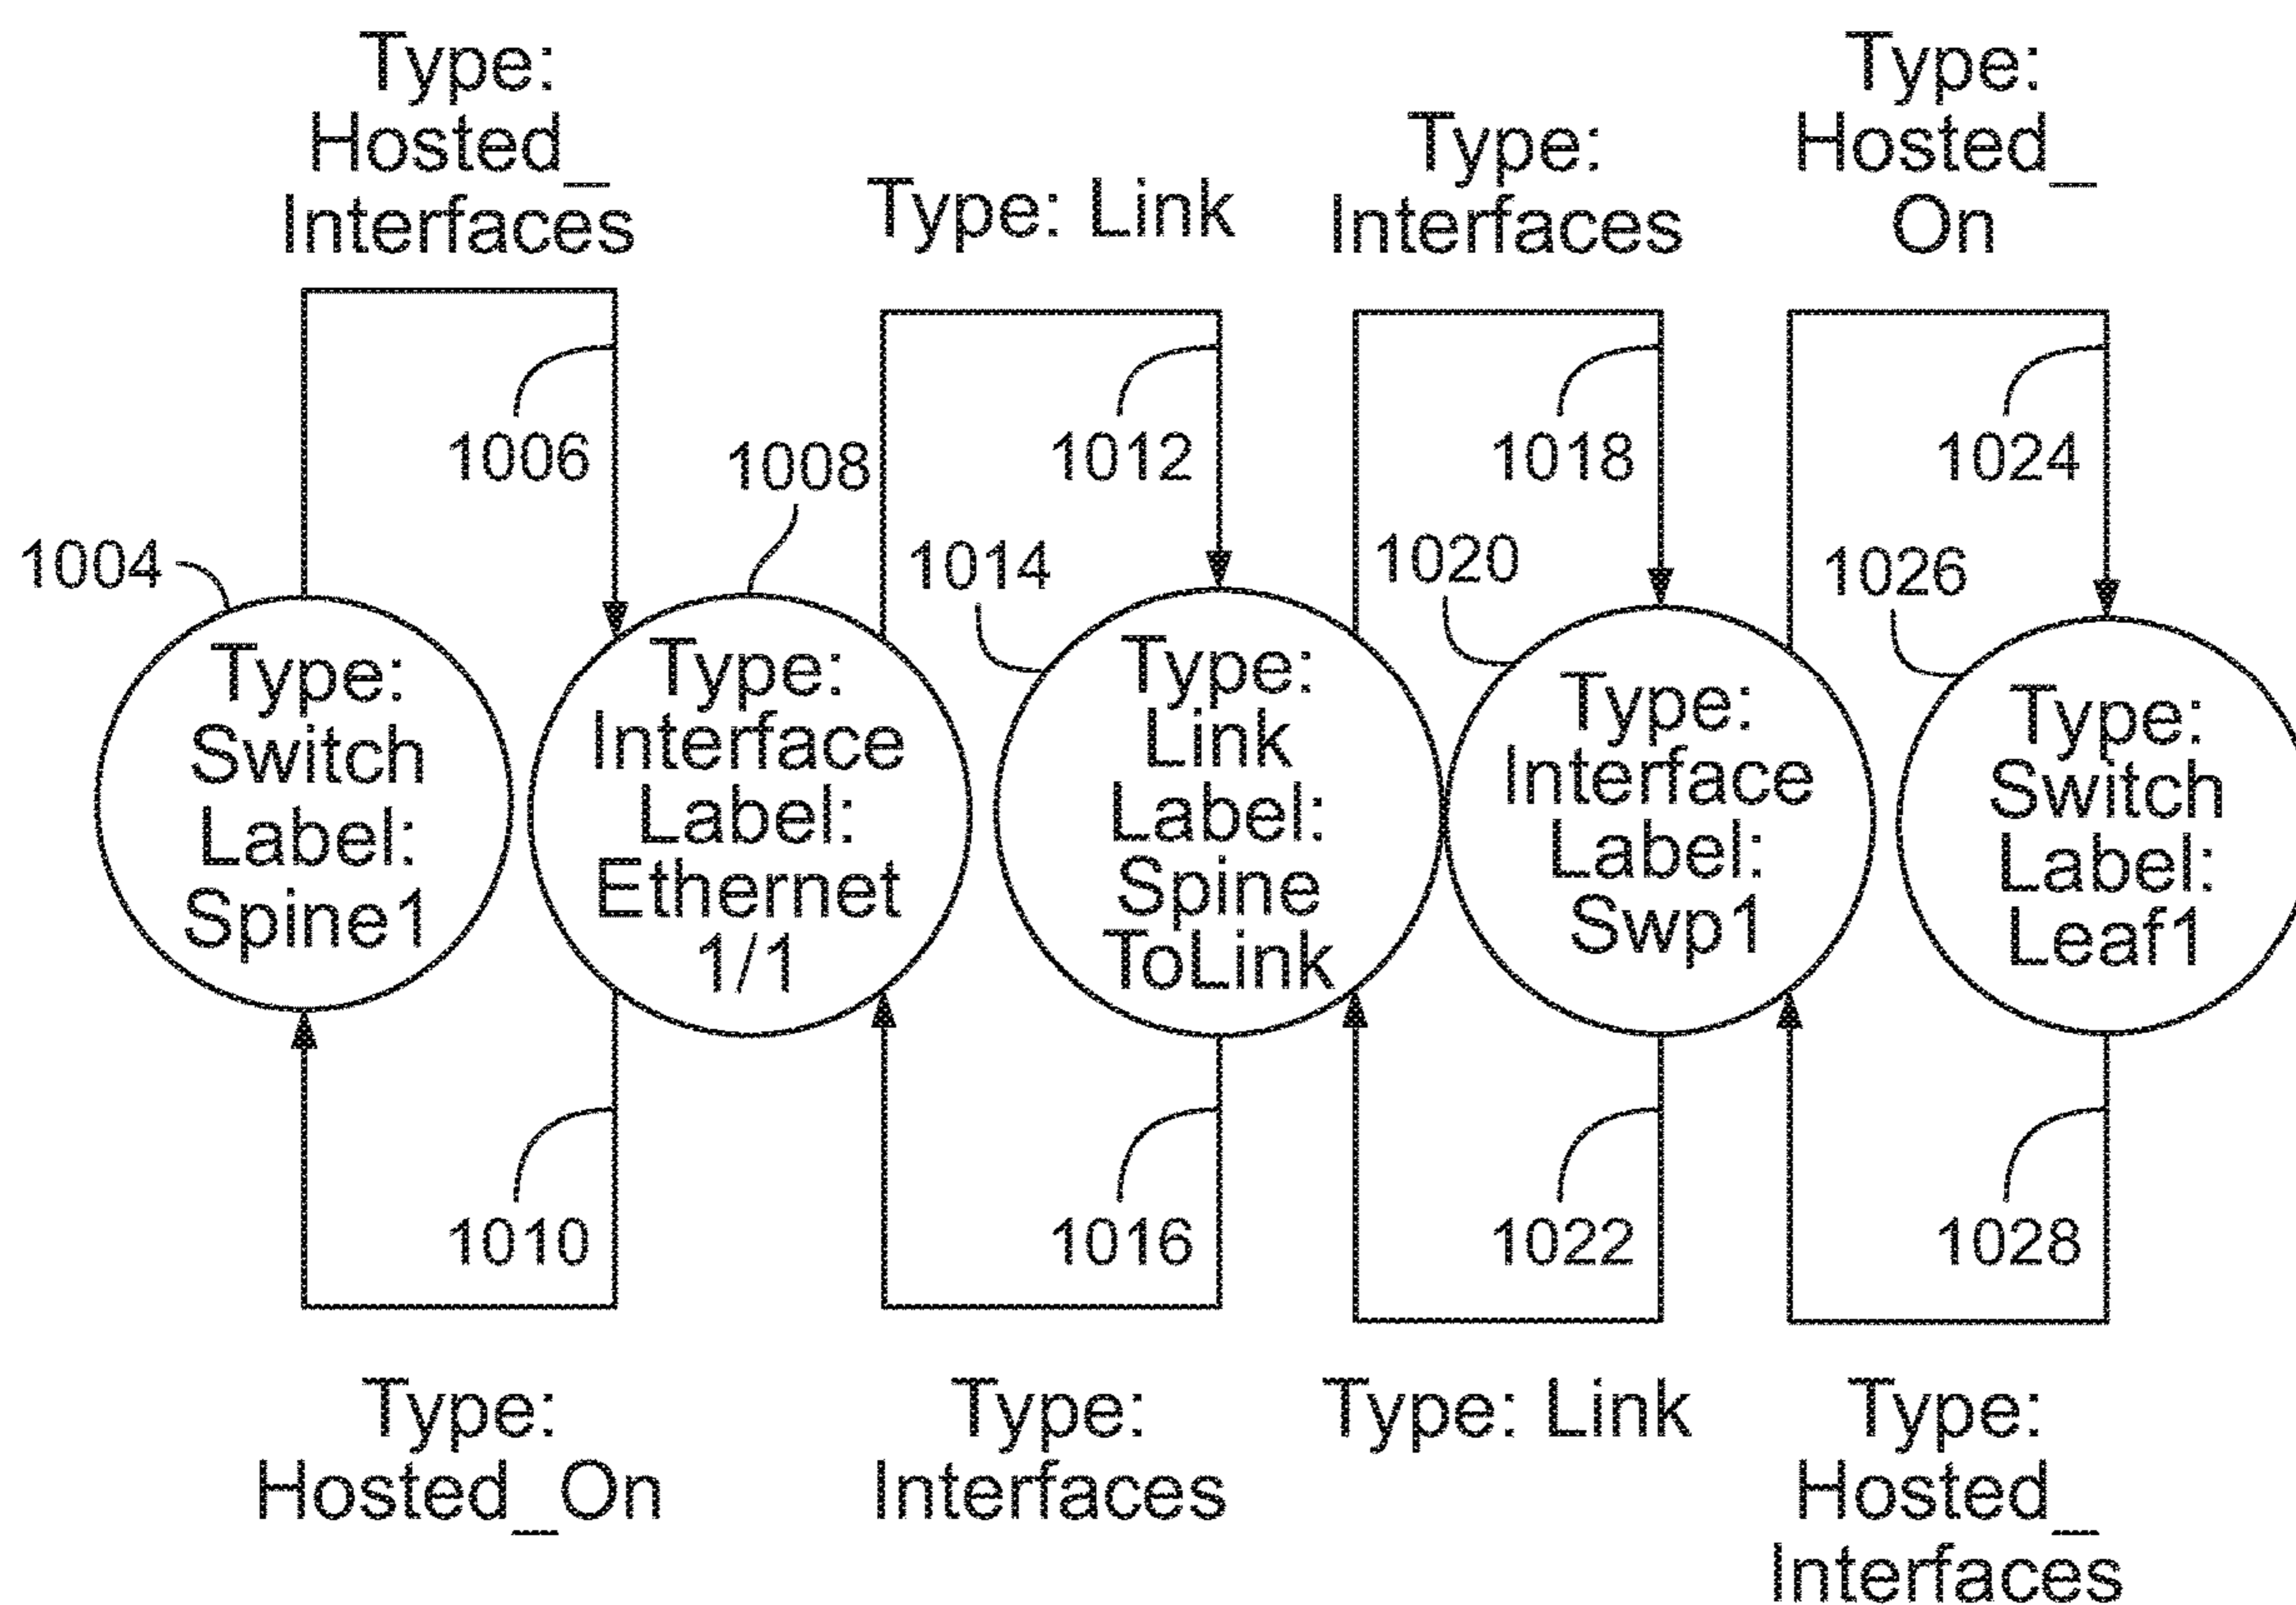 Type:
Hosted_
Interfaces
Type: Link
Type:
Interfaces
Type:
Hosted_
On
1006
1008
1012
1018
1024
1004
1014
1020
1026
Type:
Switch
Label:
Spine1
Type:
Interface
Label:
Ethernet
1/1
Type:
Link
Label:
Spine
ToLink
Type:
Interface
Label:
Swp1
Type:
Switch
Label:
Leaf1
1010
1016
1022
1028
Type:
Hosted_On
Type:
Interfaces
Type: Link
Type:
Hosted_
Interfaces